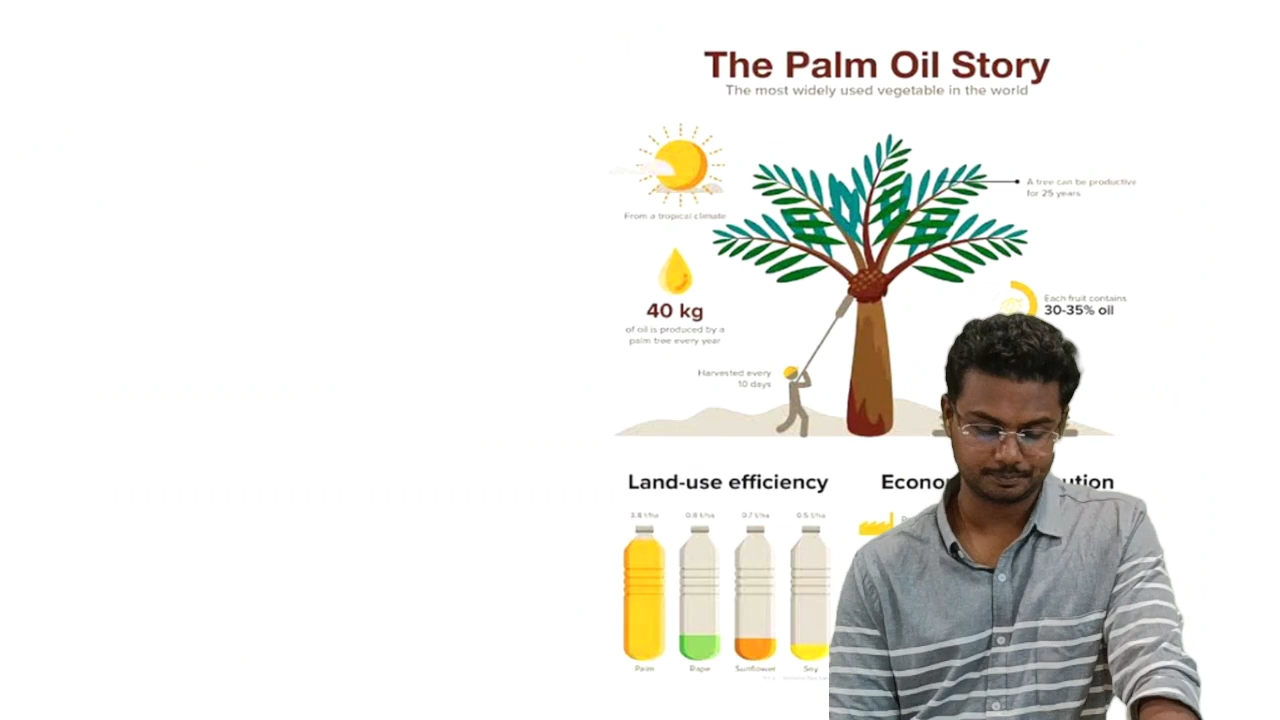 The Palm Oil Story
The most widely used vegetable in the world
From a tropical climate
A tree can be productive
for 25 years
40 kg
of oil is produced by a
palm tree every year
Each fruit contains
30-35% oil
Harvested every
10 days
Land-use efficiency
Econo ution
3.8 t/ha 0.8 t/ha 0.7 t/ha 0.5 t/ha
Palm Rape Sunflower Soy